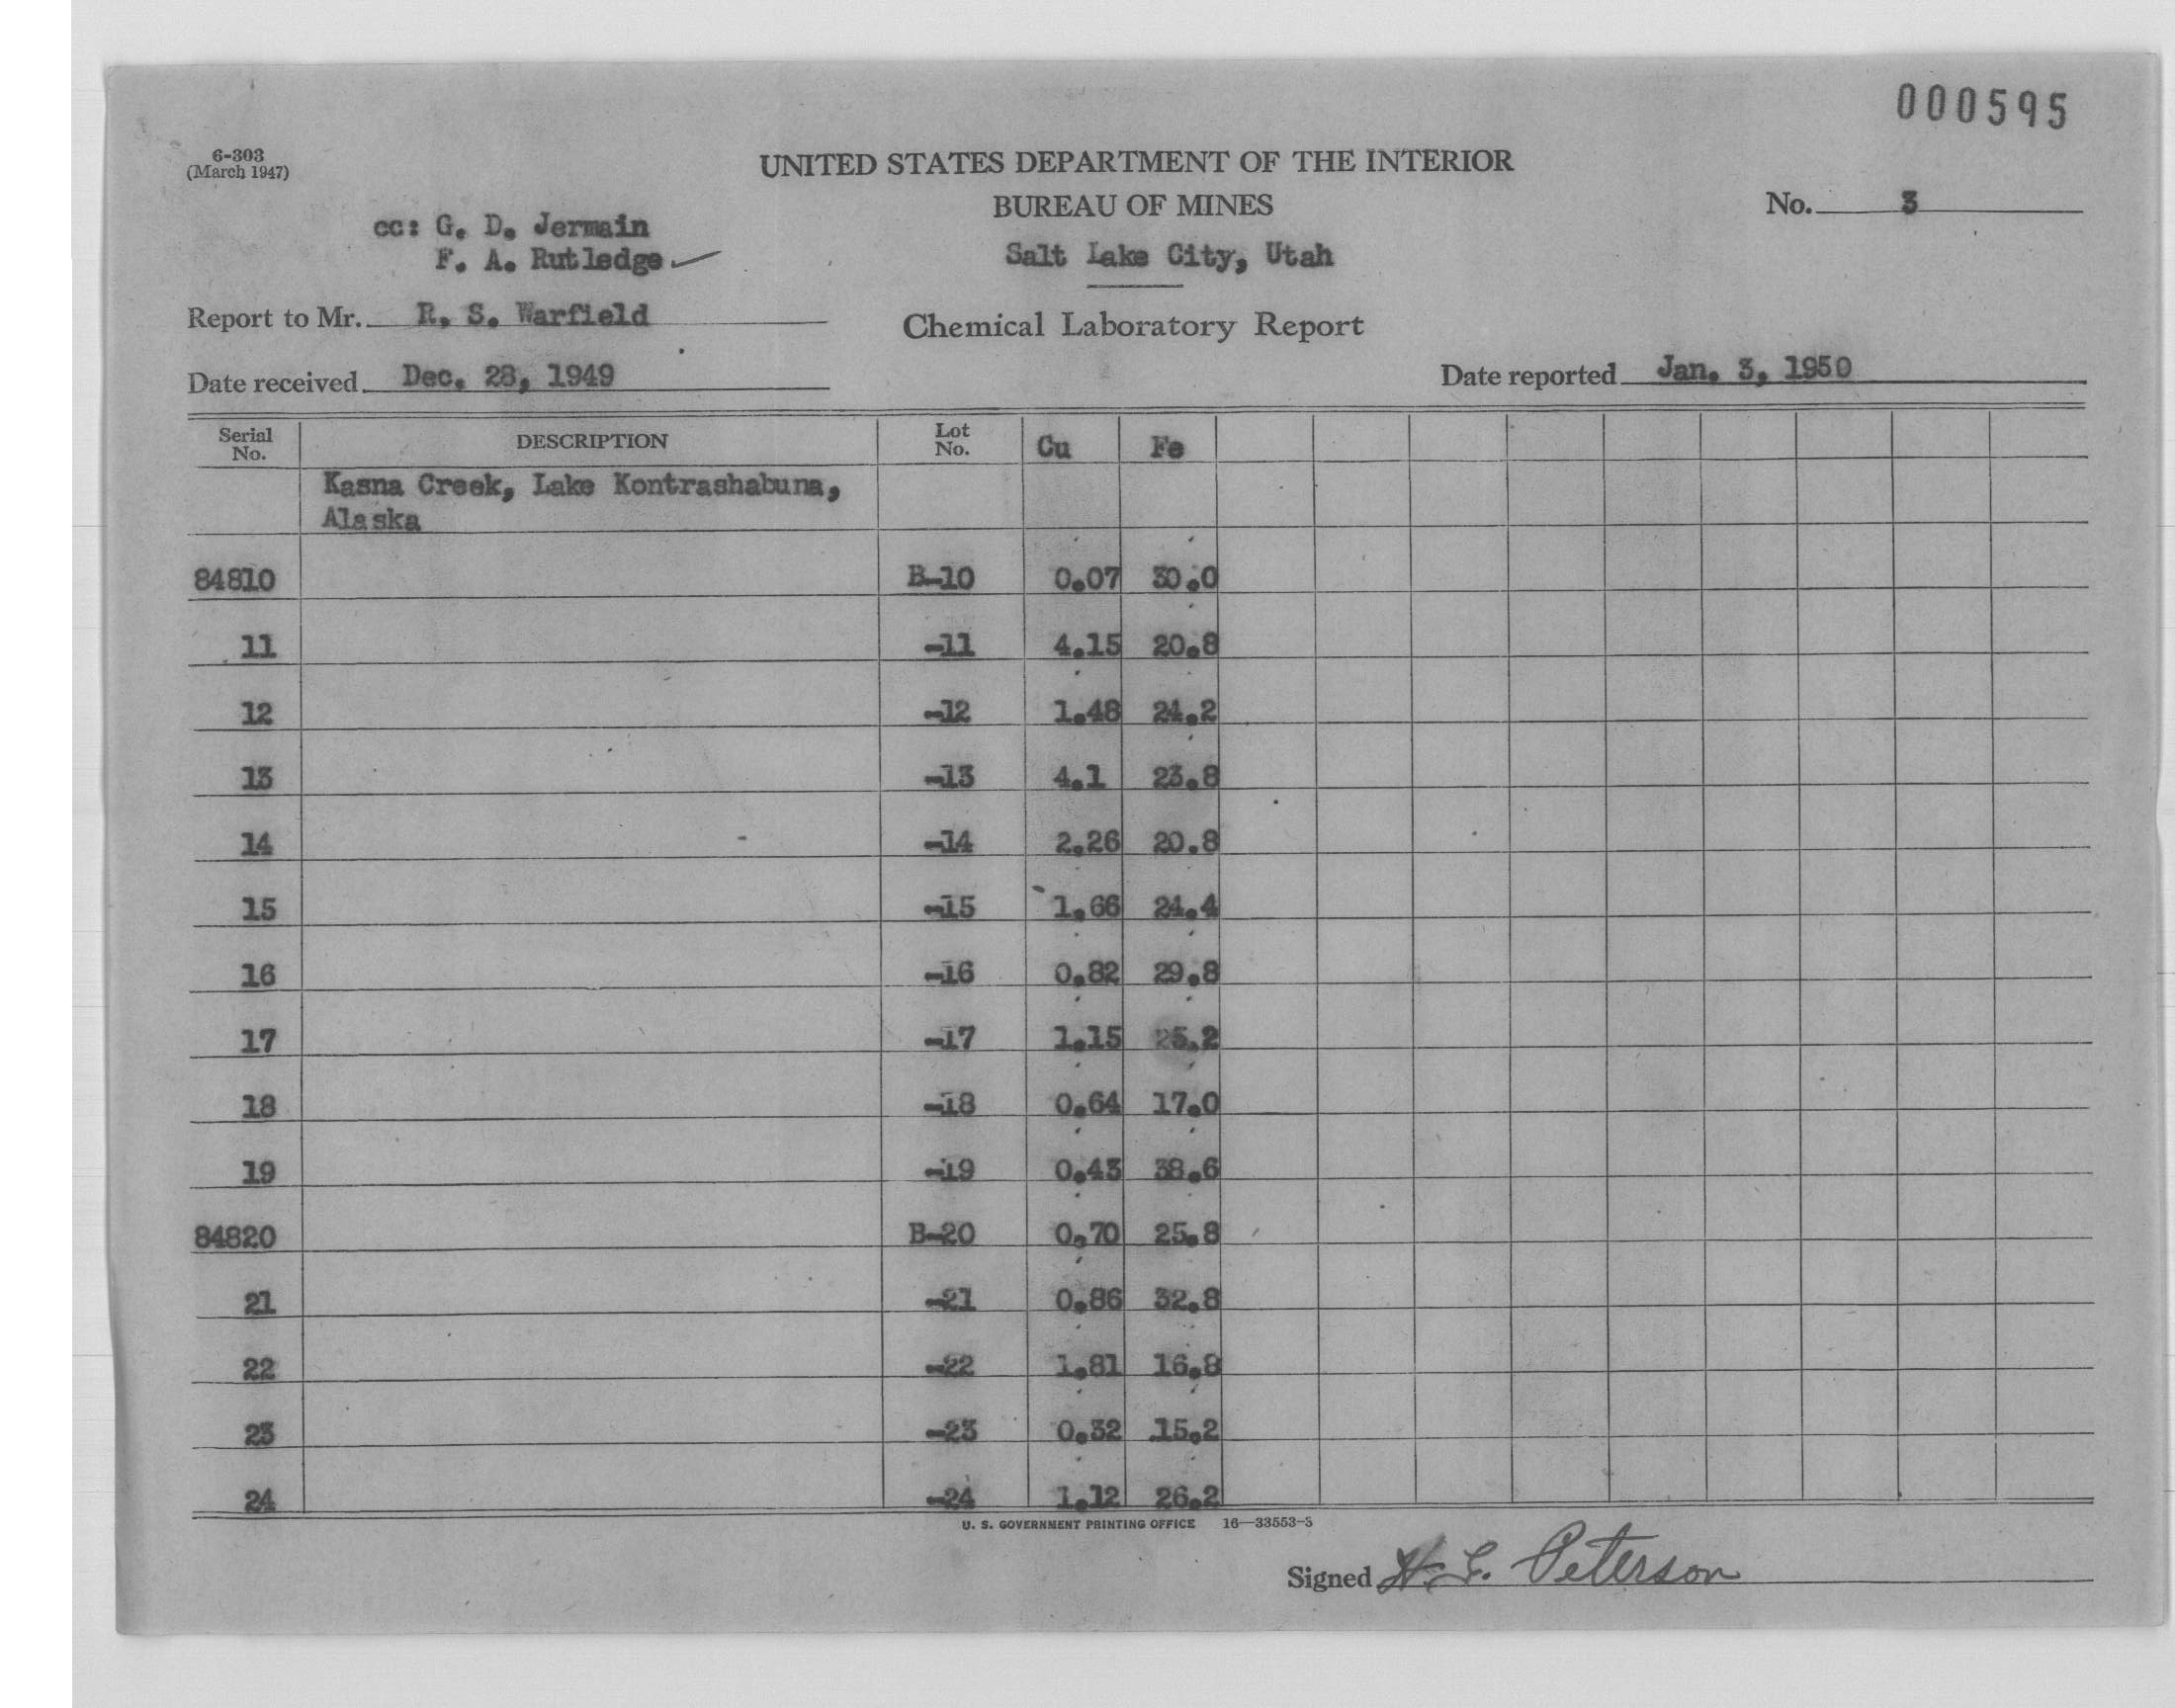 000595
6-303
(March 1947)
UNITED STATES DEPARTMENT OF THE INTERIOR
BUREAU OF MINES
No. 3
cc: G. D. Jermain
F. A. Rutledge
Salt Lake City, Utah
Report to Mr. R. S. Warfield
Chemical Laboratory Report
Date received Dec. 28, 1949
Date reported Jan. 3, 1950
Serial No. DESCRIPTION Lot No. Cu Fe
Kasna Creek, Lake Kontrashabuna,
Alaska
84810 B-10 0.07 30.0
11 -11 4.15 20.8
12 -12 1.48 24.2
13 -13 4.1 23.8
14 -14 2.26 20.8
15 -15 1.66 24.4
16 -16 0.82 29.8
17 -17 1.15 25.2
18 -18 0.64 17.0
19 -19 0.43 38.6
84820 B-20 0.70 25.8
21 -21 0.86 32.8
22 -22 1.81 16.8
23 -23 0.32 15.2
24 -24 1.12 26.2
U. S. GOVERNMENT PRINTING OFFICE 16—33553-3
Signed Peterson